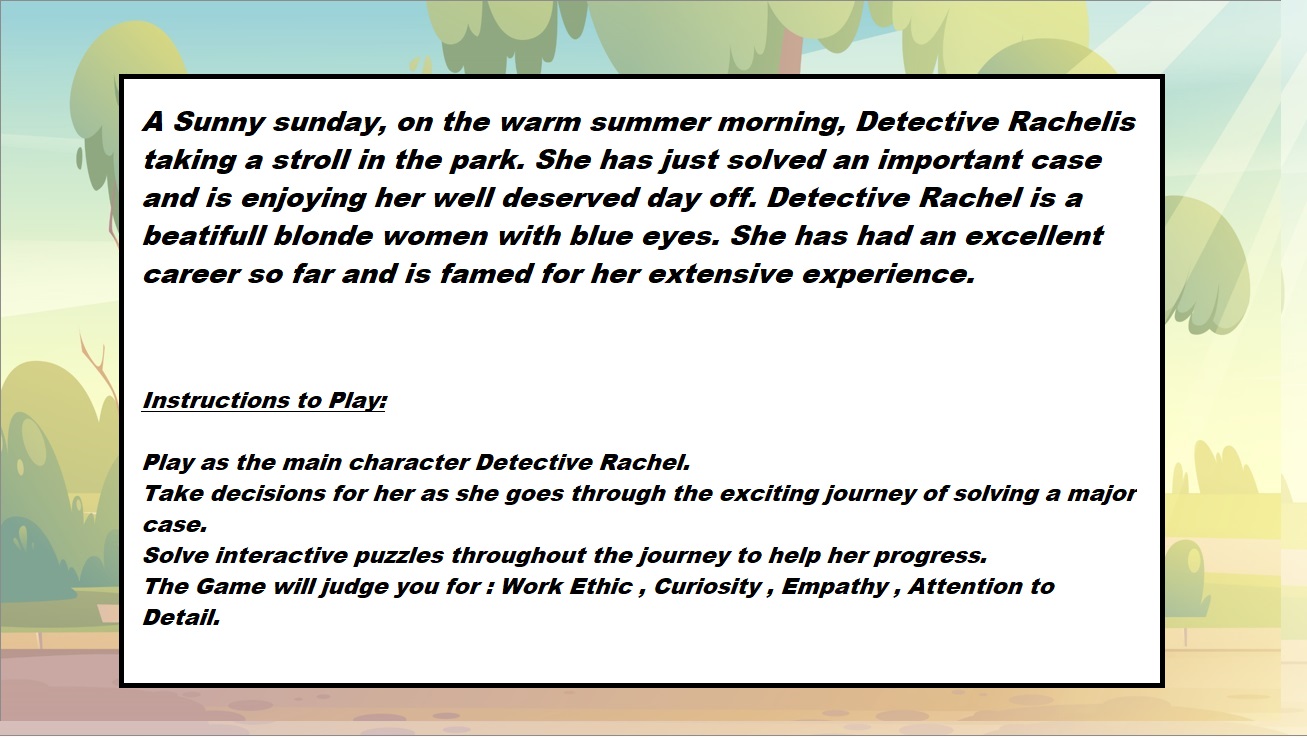 A Sunny sunday, on the warm summer morning, Detective Rachelis
taking a stroll in the park. She has just solved an important case
and is enjoying her well deserved day off. Detective Rachel is a
beatifull blonde women with blue eyes. She has had an excellent
career so far and is famed for her extensive experience.
Instructions to Play:
Play as the main character Detective Rachel.
Take decisions for her as she goes through the exciting journey of solving a major
case.
Solve interactive puzzles throughout the journey to help her progress.
The Game will judge you for : Work Ethic , Curiosity , Empathy , Attention to
Detail.